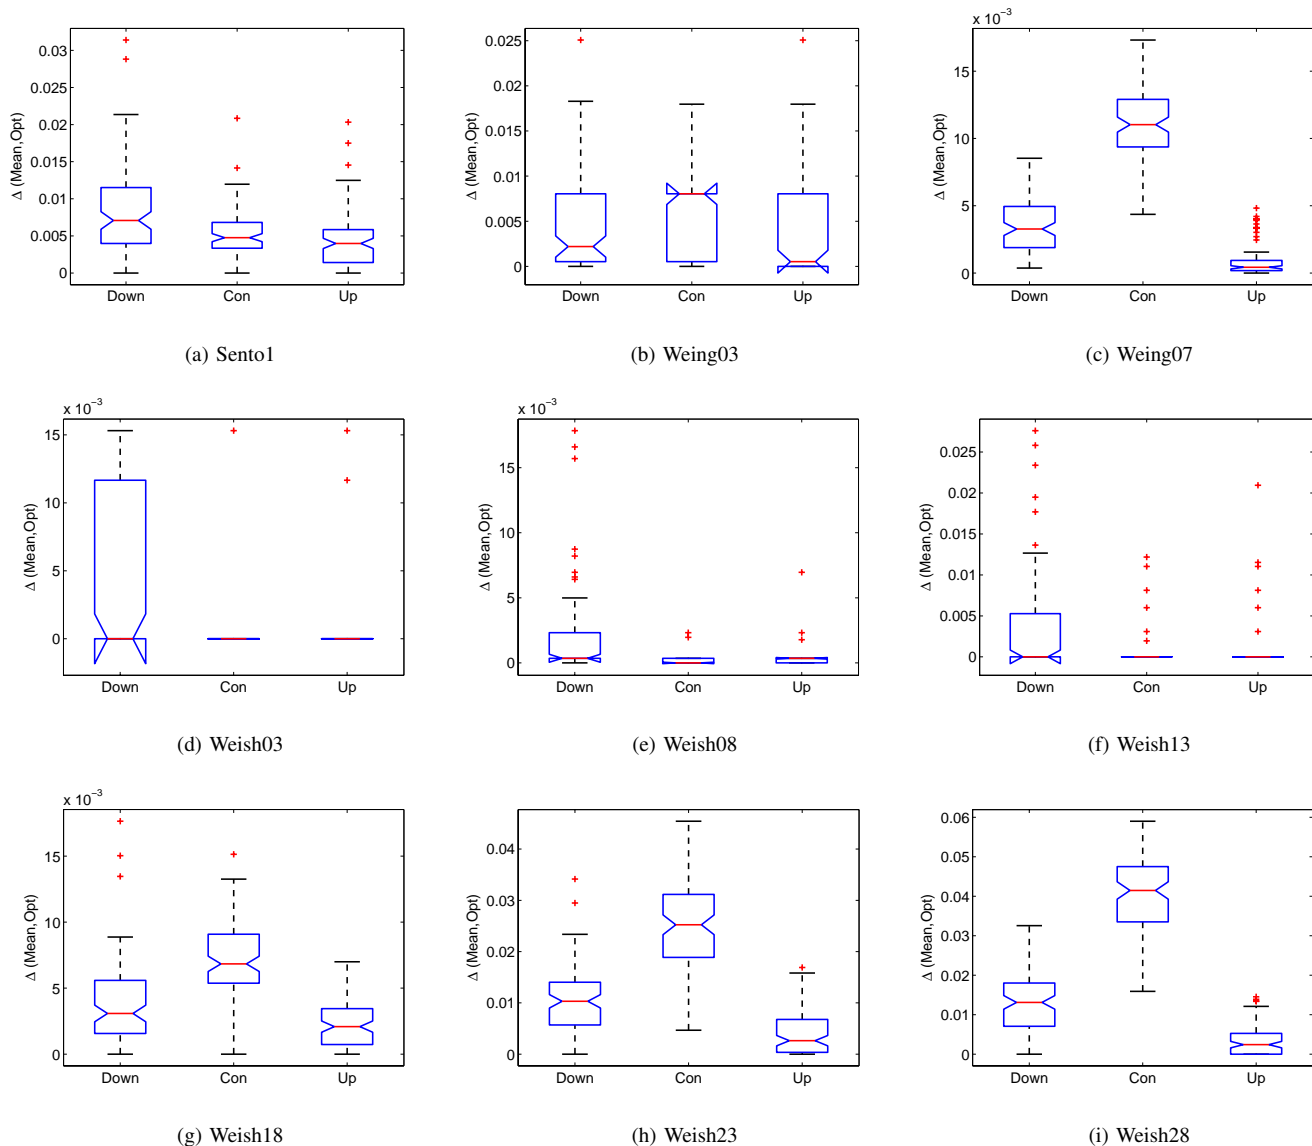 0.03
0.025
0.02
0.015
0.01
0.005
0
Δ (Mean,Opt)
Down Con Up
(a) Sento1
0.025
0.02
0.015
0.01
0.005
0
Δ (Mean,Opt)
Down Con Up
(b) Weing03
x 10⁻³
15
10
5
0
Δ (Mean,Opt)
Down Con Up
(c) Weing07
x 10⁻³
15
10
5
0
Δ (Mean,Opt)
Down Con Up
(d) Weish03
x 10⁻³
15
10
5
0
Δ (Mean,Opt)
Down Con Up
(e) Weish08
0.025
0.02
0.015
0.01
0.005
0
Δ (Mean,Opt)
Down Con Up
(f) Weish13
x 10⁻³
15
10
5
0
Δ (Mean,Opt)
Down Con Up
(g) Weish18
0.04
0.03
0.02
0.01
0
Δ (Mean,Opt)
Down Con Up
(h) Weish23
0.06
0.05
0.04
0.03
0.02
0.01
0
Δ (Mean,Opt)
Down Con Up
(i) Weish28